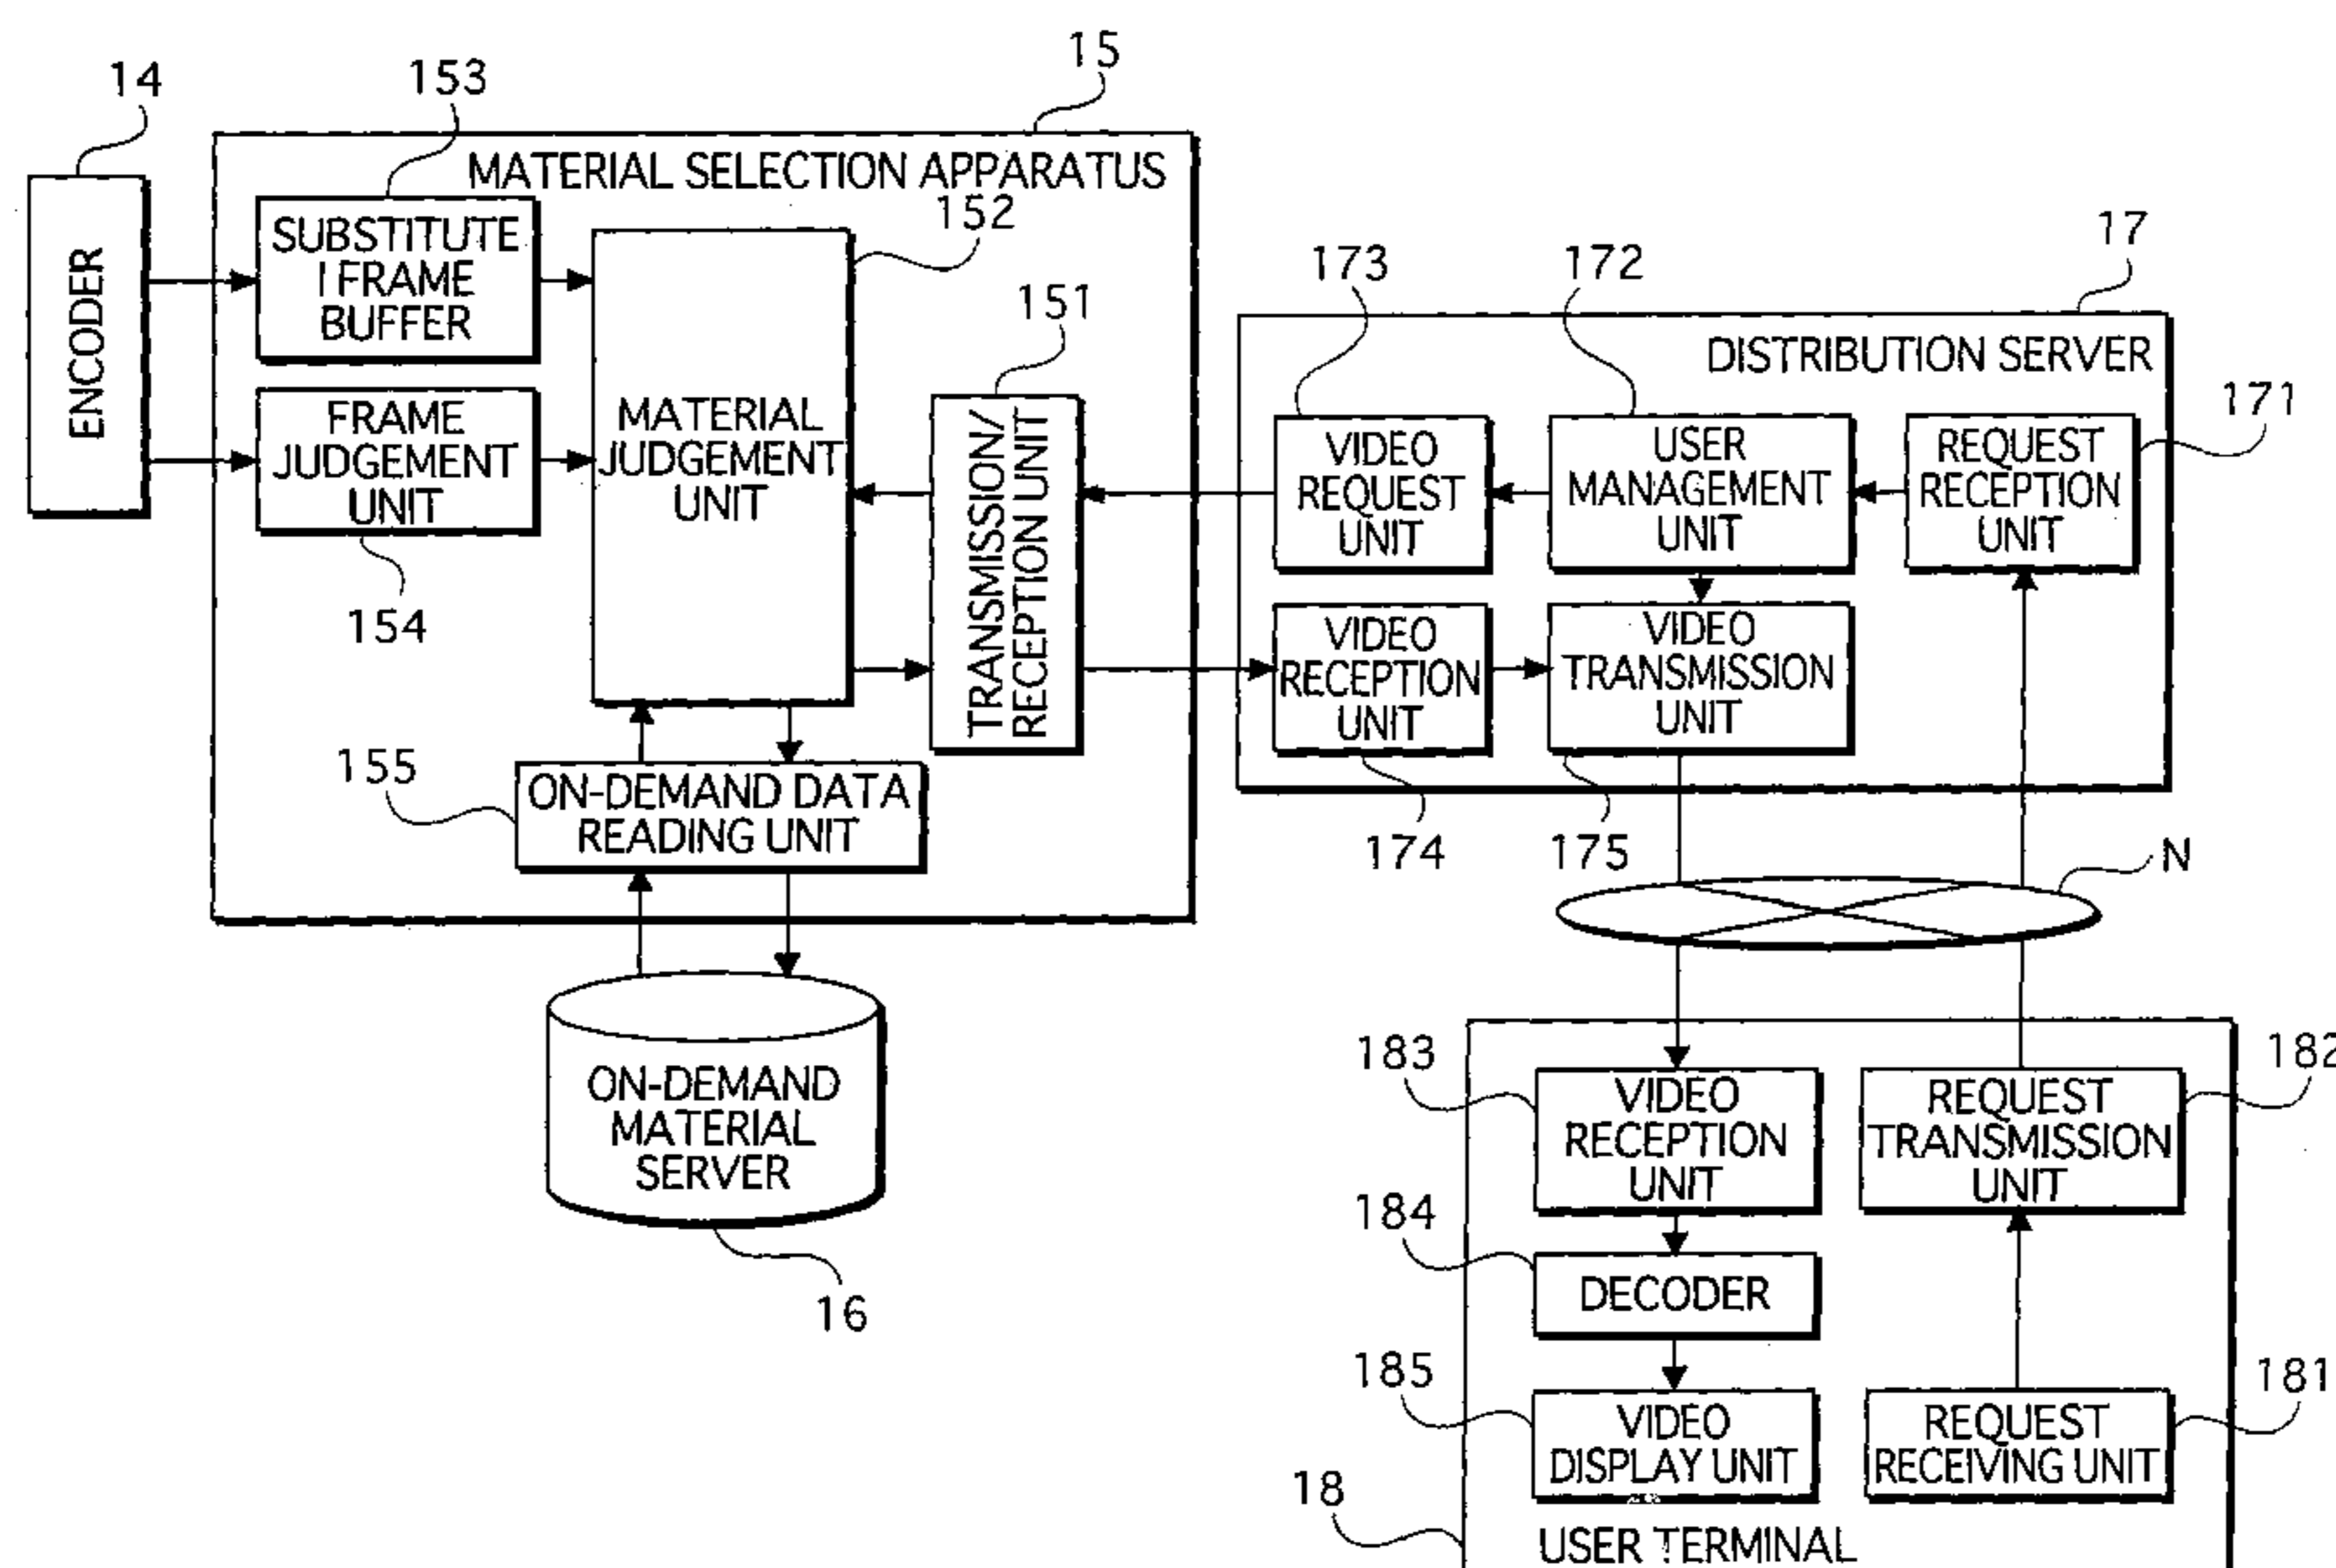 15
14
153
MATERIAL SELECTION APPARATUS
152
ENCODER
SUBSTITUTE
I FRAME
BUFFER
151
FRAME
JUDGEMENT
UNIT
154
MATERIAL
JUDGEMENT
UNIT
TRANSMISSION/
RECEPTION UNIT
155
ON-DEMAND DATA
READING UNIT
ON-DEMAND
MATERIAL
SERVER
16
17
173
172
DISTRIBUTION SERVER
171
VIDEO
REQUEST
UNIT
USER
MANAGEMENT
UNIT
REQUEST
RECEPTION
UNIT
VIDEO
RECEPTION
UNIT
VIDEO
TRANSMISSION
UNIT
174
175
N
183
182
VIDEO
RECEPTION
UNIT
REQUEST
TRANSMISSION
UNIT
184
DECODER
185
181
VIDEO
DISPLAY UNIT
REQUEST
RECEIVING UNIT
18
USER TERMINAL